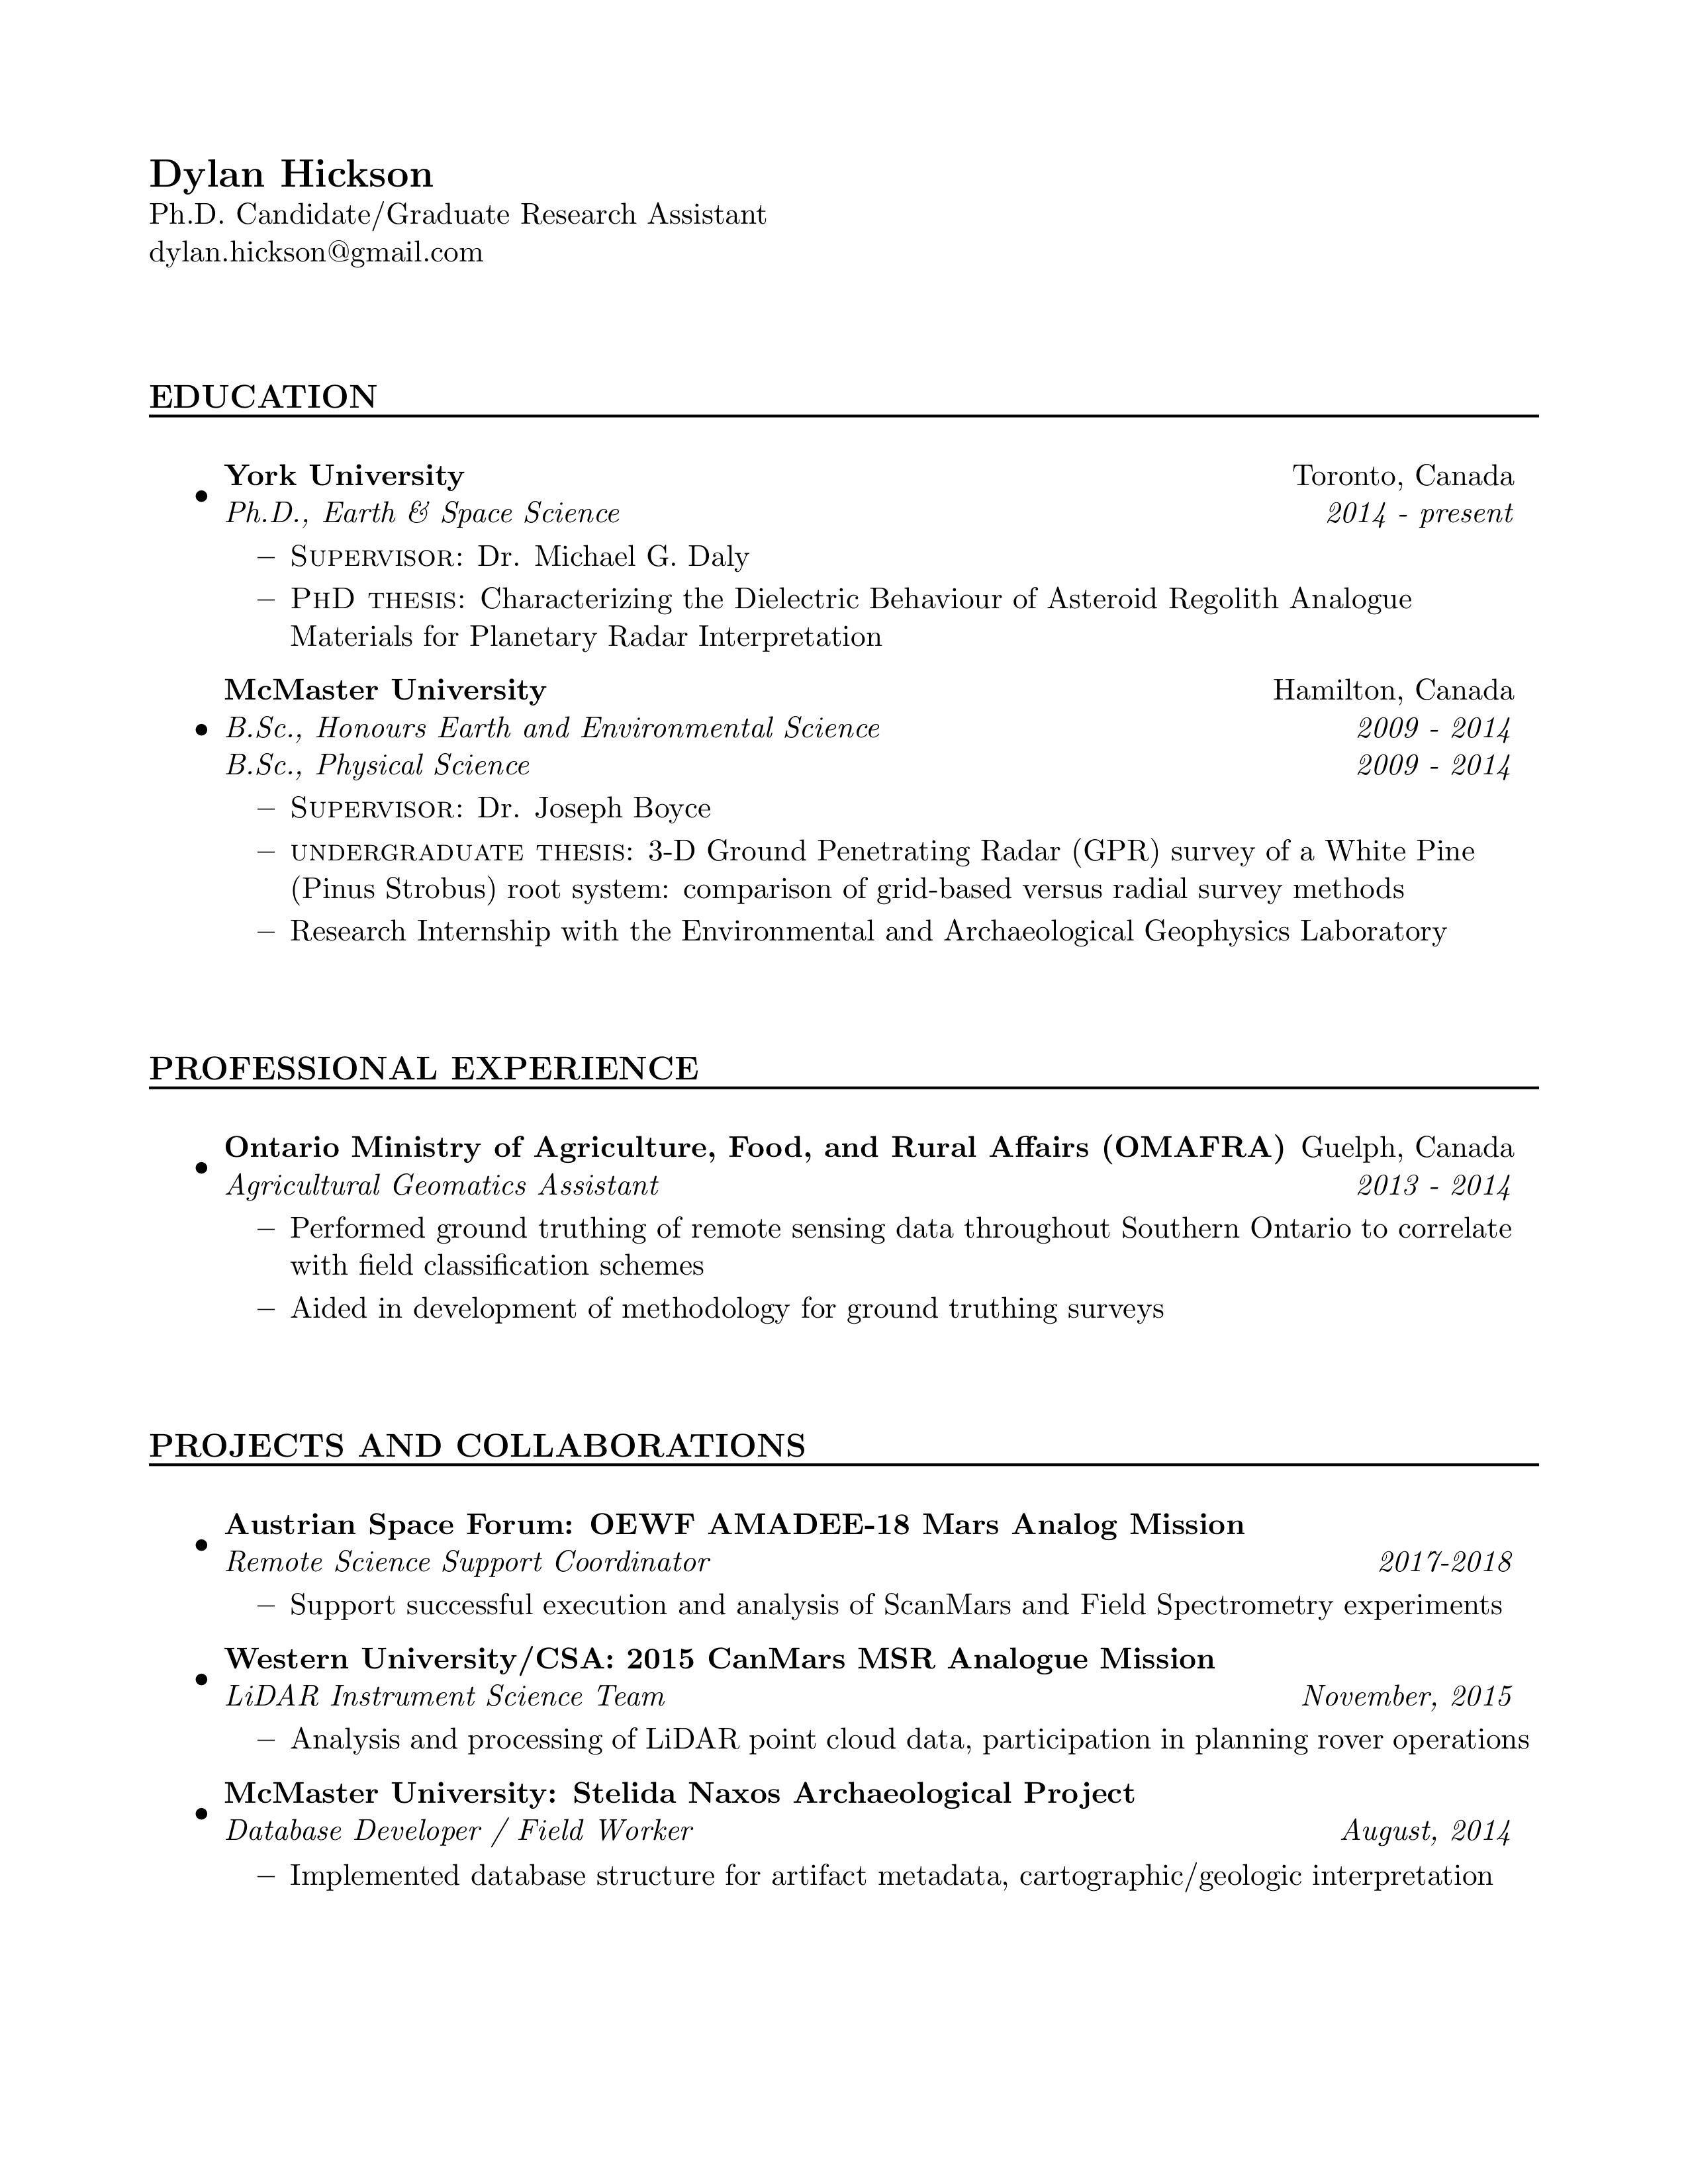 Dylan Hickson
Ph.D. Candidate/Graduate Research Assistant
dylan.hickson@gmail.com
EDUCATION
• York University Toronto, Canada
Ph.D., Earth & Space Science 2014 - present
– Supervisor: Dr. Michael G. Daly
– PhD thesis: Characterizing the Dielectric Behaviour of Asteroid Regolith Analogue
Materials for Planetary Radar Interpretation
McMaster University Hamilton, Canada
• B.Sc., Honours Earth and Environmental Science 2009 - 2014
B.Sc., Physical Science 2009 - 2014
– Supervisor: Dr. Joseph Boyce
– undergraduate thesis: 3-D Ground Penetrating Radar (GPR) survey of a White Pine
(Pinus Strobus) root system: comparison of grid-based versus radial survey methods
– Research Internship with the Environmental and Archaeological Geophysics Laboratory
PROFESSIONAL EXPERIENCE
• Ontario Ministry of Agriculture, Food, and Rural Affairs (OMAFRA) Guelph, Canada
Agricultural Geomatics Assistant 2013 - 2014
– Performed ground truthing of remote sensing data throughout Southern Ontario to correlate
with field classification schemes
– Aided in development of methodology for ground truthing surveys
PROJECTS AND COLLABORATIONS
• Austrian Space Forum: OEWF AMADEE-18 Mars Analog Mission
Remote Science Support Coordinator 2017-2018
– Support successful execution and analysis of ScanMars and Field Spectrometry experiments
• Western University/CSA: 2015 CanMars MSR Analogue Mission
LiDAR Instrument Science Team November, 2015
– Analysis and processing of LiDAR point cloud data, participation in planning rover operations
• McMaster University: Stelida Naxos Archaeological Project
Database Developer / Field Worker August, 2014
– Implemented database structure for artifact metadata, cartographic/geologic interpretation